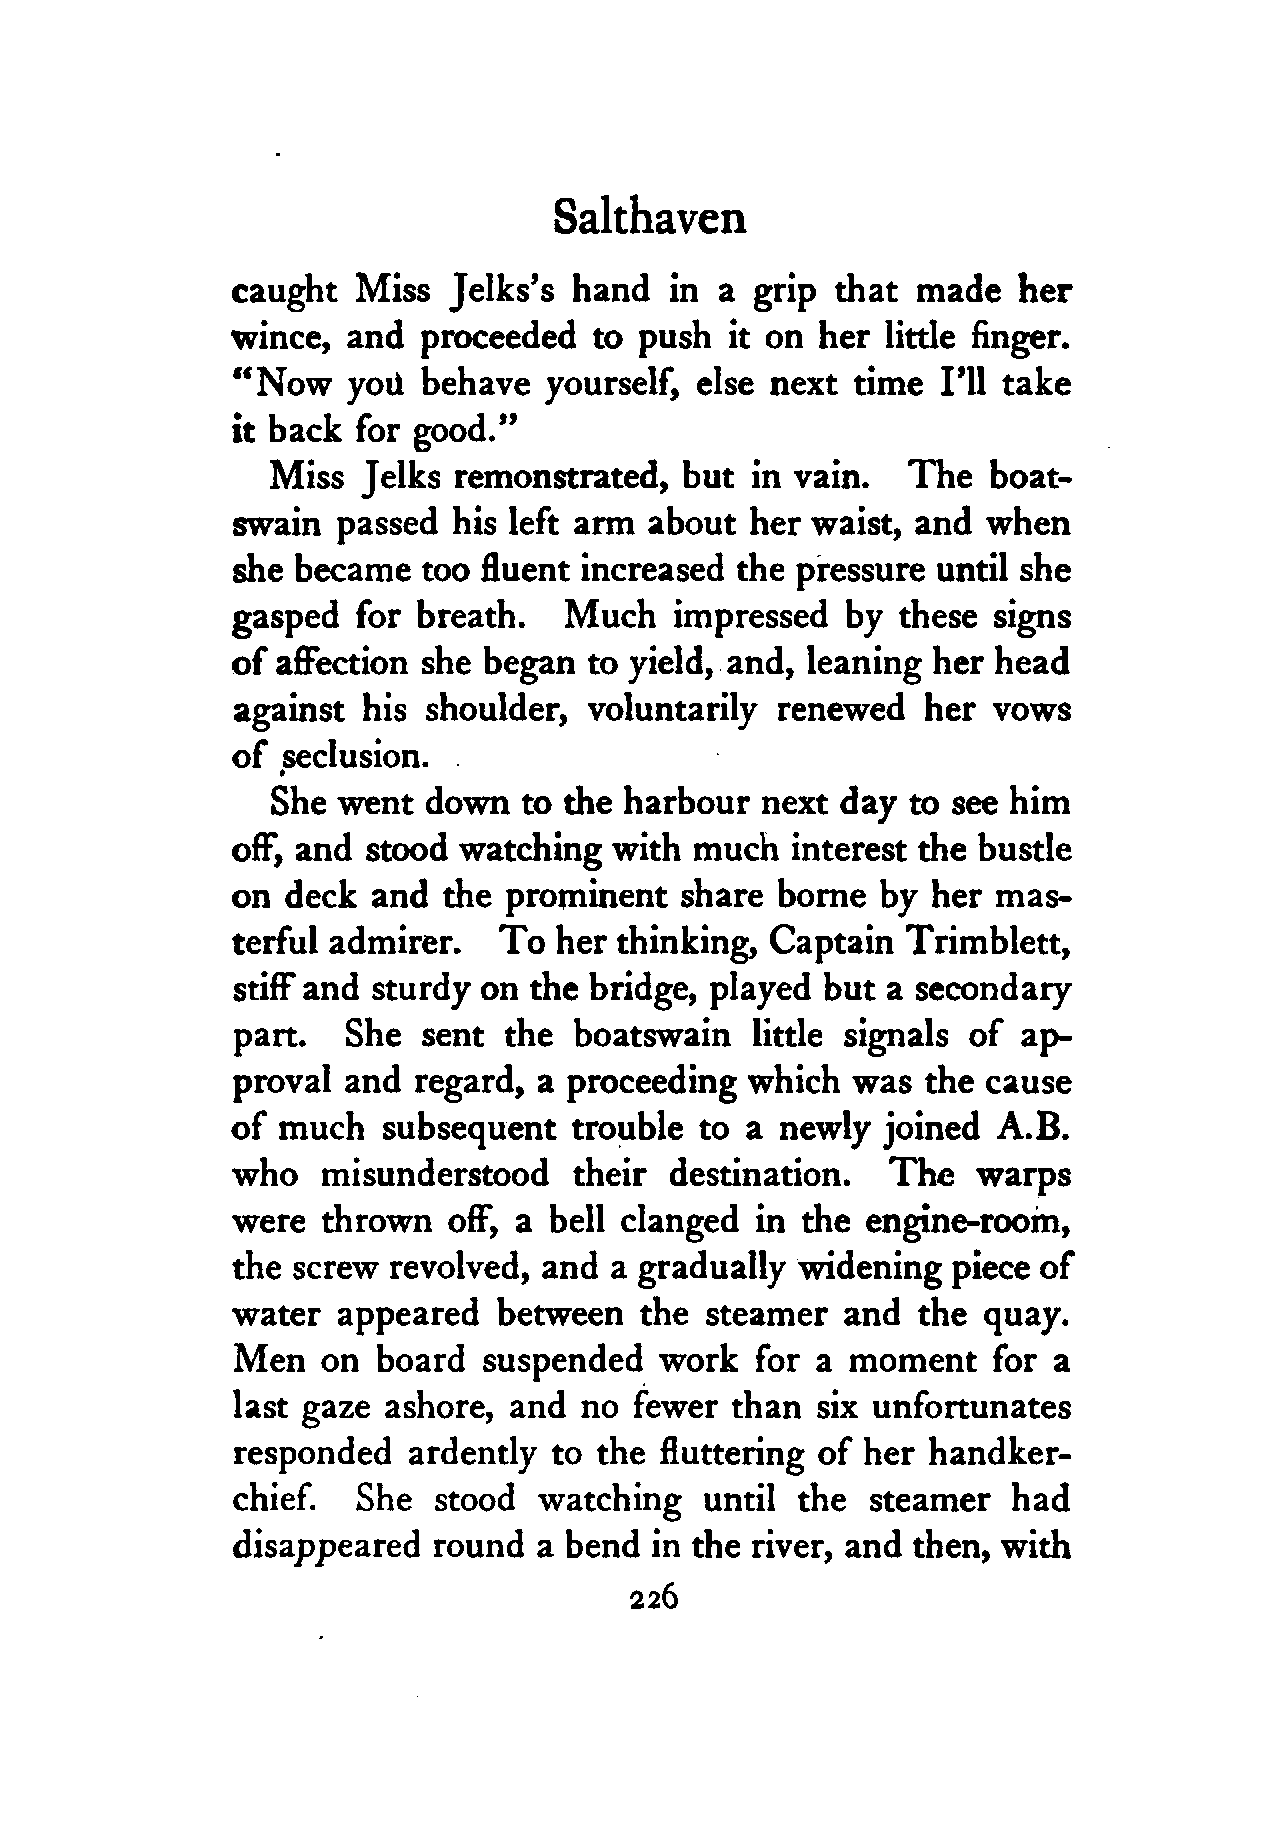 Salthaven
caught Miss Jelks's hand in a grip that made her
wince, and proceeded to push it on her little finger.
"Now you behave yourself, else next time I'll take
it back for good."
Miss Jelks remonstrated, but in vain. The boat-
swain passed his left arm about her waist, and when
she became too fluent increased the pressure until she
gasped for breath. Much impressed by these signs
of affection she began to yield, and, leaning her head
against his shoulder, voluntarily renewed her vows
of seclusion.
She went down to the harbour next day to see him
off, and stood watching with much interest the bustle
on deck and the prominent share borne by her mas-
terful admirer. To her thinking, Captain Trimblett,
stiff and sturdy on the bridge, played but a secondary
part. She sent the boatswain little signals of ap-
proval and regard, a proceeding which was the cause
of much subsequent trouble to a newly joined A.B.
who misunderstood their destination. The warps
were thrown off, a bell clanged in the engine-room,
the screw revolved, and a gradually widening piece of
water appeared between the steamer and the quay.
Men on board suspended work for a moment for a
last gaze ashore, and no fewer than six unfortunates
responded ardently to the fluttering of her handker-
chief. She stood watching until the steamer had
disappeared round a bend in the river, and then, with
226